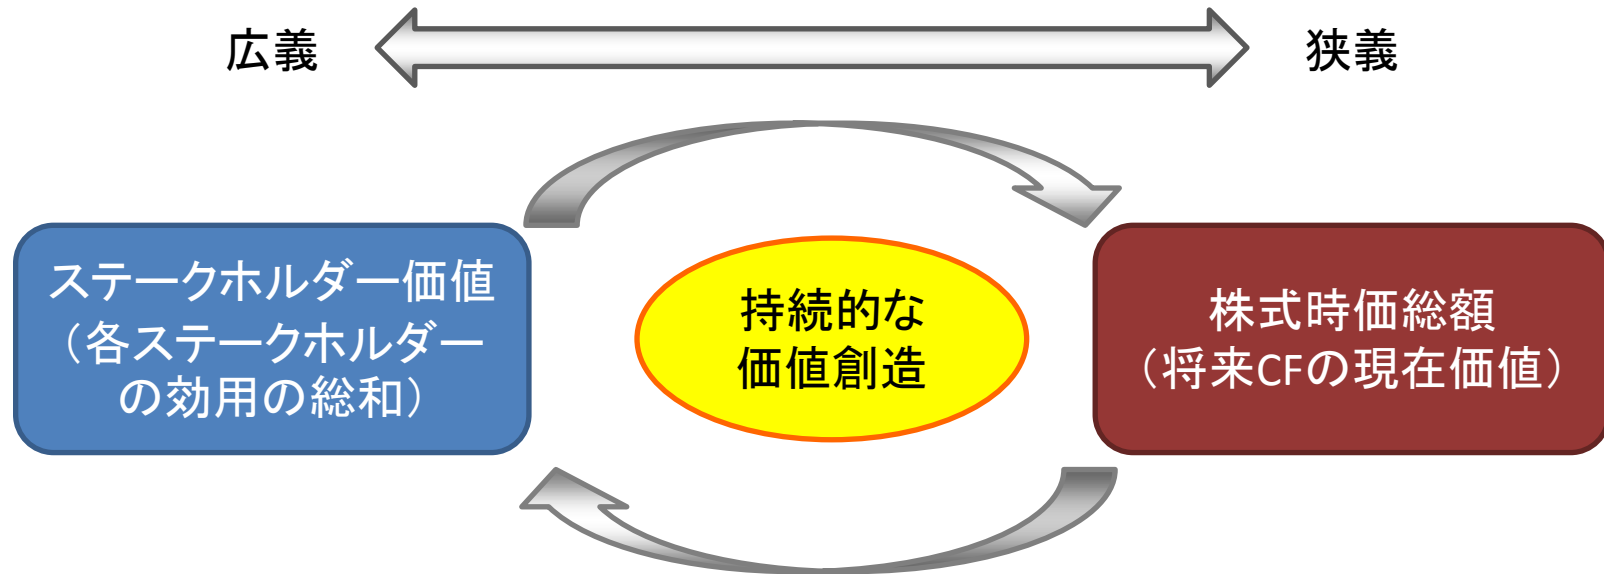 広義
狭義
ステークホルダー価値
（各ステークホルダー
の効用の総和）
持続的な
価値創造
株式時価総額
（将来CFの現在価値）